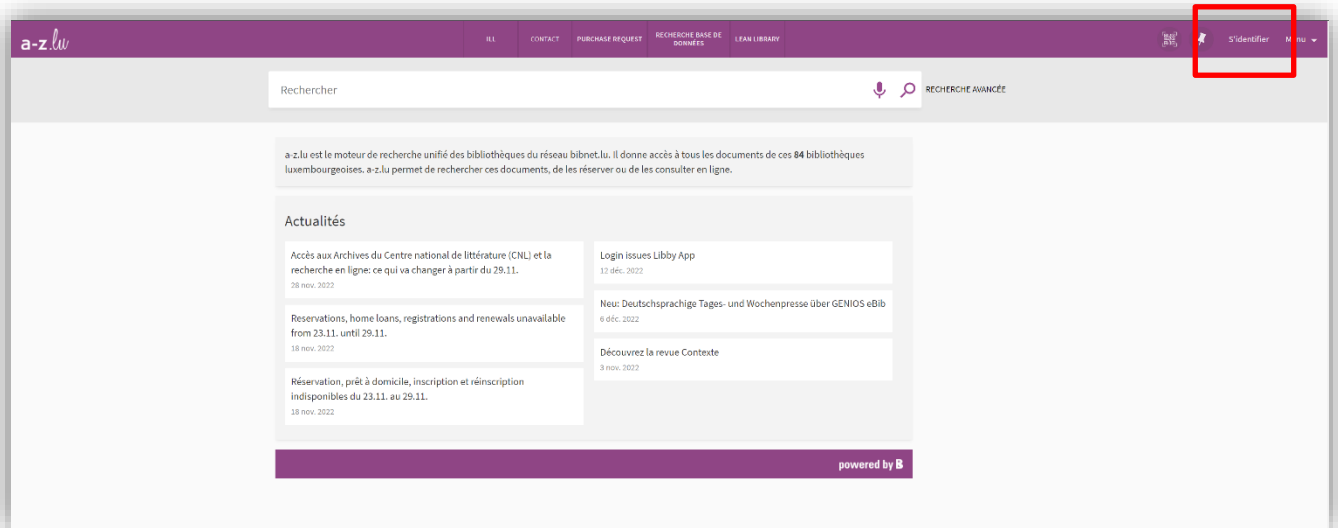 a-z.lu
ILL
CONTACT
PURCHASE REQUEST
RECHERCHE BASE DE
DONNÉES
LEAN LIBRARY
S'identifier
Menu
Rechercher
RECHERCHE AVANCÉE
a-z.lu est le moteur de recherche unifié des bibliothèques du réseau bibnet.lu. Il donne accès à tous les documents de ces 84 bibliothèques
luxembourgeoises. a-z.lu permet de rechercher ces documents, de les réserver ou de les consulter en ligne.
Actualités
Accès aux Archives du Centre national de littérature (CNL) et la
recherche en ligne: ce qui va changer à partir du 29.11.
28 nov. 2022
Reservations, home loans, registrations and renewals unavailable
from 23.11. until 29.11.
18 nov. 2022
Réservation, prêt à domicile, inscription et réinscription
indisponibles du 23.11. au 29.11.
18 nov. 2022
Login issues Libby App
12 déc. 2022
Neu: Deutschsprachige Tages- und Wochenpresse über GENIOS eBib
6 déc. 2022
Découvrez la revue Contexte
3 nov. 2022
powered by B